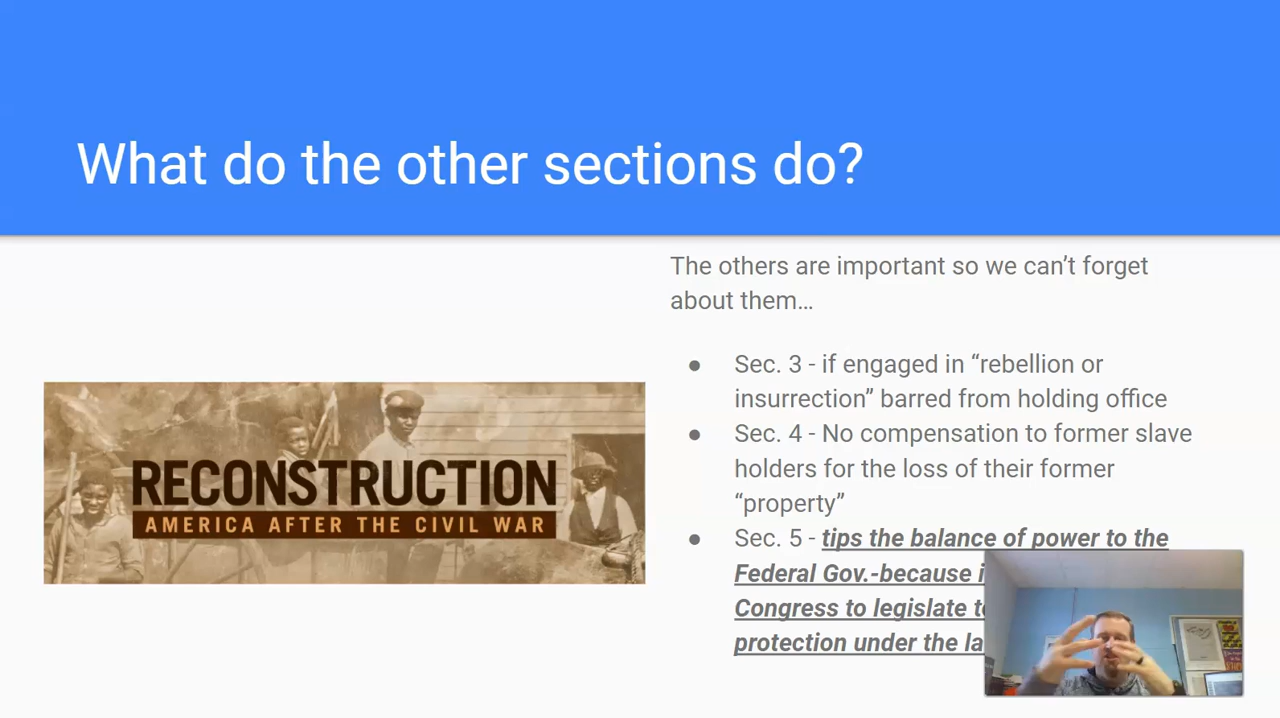 What do the other sections do?
The others are important so we can’t forget
about them…
● Sec. 3 - if engaged in “rebellion or
insurrection” barred from holding office
● Sec. 4 - No compensation to former slave
holders for the loss of their former
“property”
● Sec. 5 - tips the balance of power to the
Federal Gov.-because
Congress to legislate
protection under the
RECONSTRUCTION
AMERICA AFTER THE CIVIL WAR